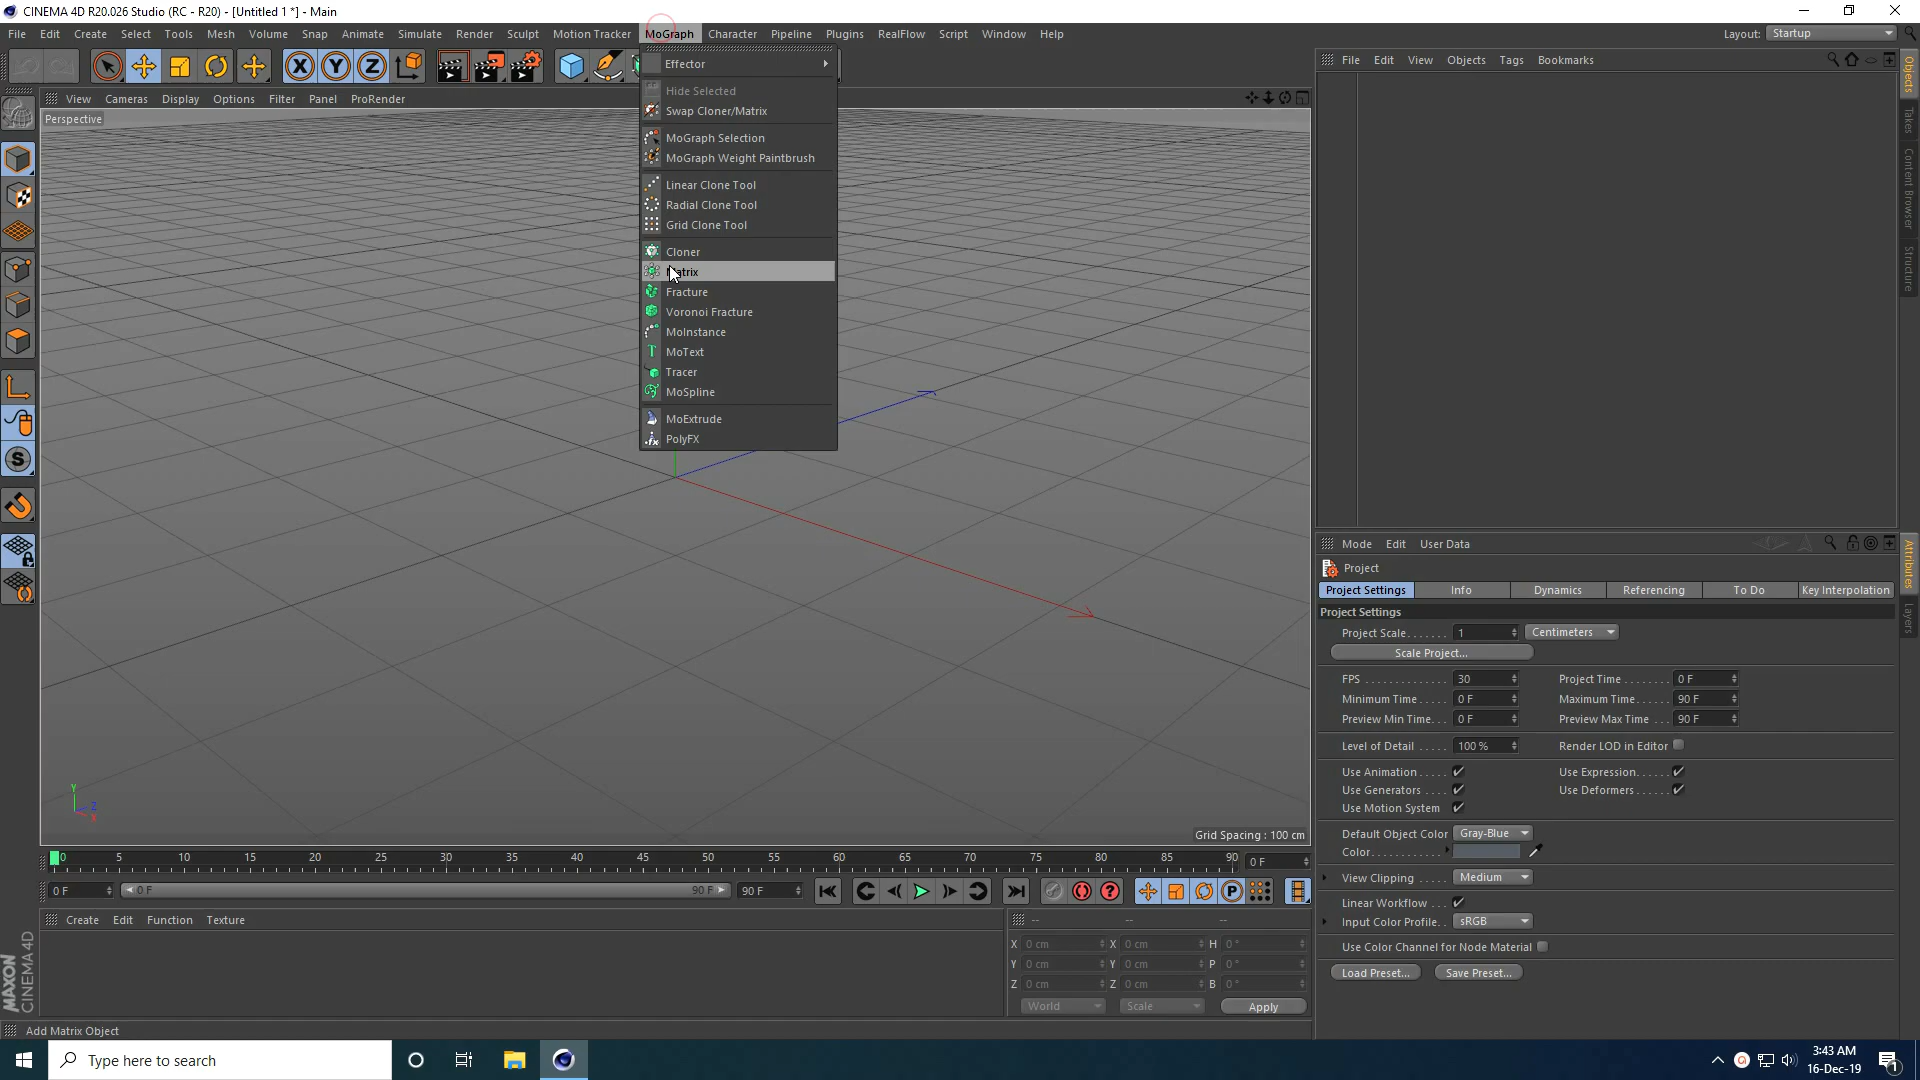 CINEMA 4D R20.026 Studio (RC - R20) - [Untitled 1 *] - Main
File Edit Create Select Tools Mesh Volume Snap Animate Simulate Render Sculpt Motion Tracker MoGraph Character Pipeline Plugins RealFlow Script Window Help Layout: Startup
View Cameras Display Options Filter Panel ProRender
Perspective
Effector
Hide Selected
Swap Cloner/Matrix
MoGraph Selection
MoGraph Weight Paintbrush
Linear Clone Tool
Radial Clone Tool
Grid Clone Tool
Cloner
Matrix
Fracture
Voronoi Fracture
MoInstance
MoText
Tracer
MoSpline
MoExtrude
PolyFX
File Edit View Objects Tags Bookmarks
Objects
Takes
Content Browser
Structure
Mode Edit User Data
Attributes
Layers
Project
Project Settings Info Dynamics Referencing To Do Key Interpolation
Project Settings
Project Scale....... 1 Centimeters
Scale Project...
FPS 30 Project Time 0 F
Minimum Time..... 0 F Maximum Time...... 90 F
Preview Min Time... 0 F Preview Max Time ... 90 F
Level of Detail ..... 100 % Render LOD in Editor
Use Animation..... Use Expression......
Use Generators .... Use Deformers......
Use Motion System
Default Object Color Gray-Blue
Color............
View Clipping ...... Medium
Linear Workflow ...
Input Color Profile.. sRGB
Use Color Channel for Node Material
Load Preset... Save Preset...
Y
Z
X
Grid Spacing : 100 cm
0 5 10 15 20 25 30 35 40 45 50 55 60 65 70 75 80 85 90 0 F
0 F 0 F 90 F 90 F
Create Edit Function Texture
-- -- --
X 0 cm X 0 cm H 0 °
Y 0 cm Y 0 cm P 0 °
Z 0 cm Z 0 cm B 0 °
World Scale Apply
MAXON
CINEMA 4D
Add Matrix Object
Type here to search
3:43 AM
16-Dec-19
1